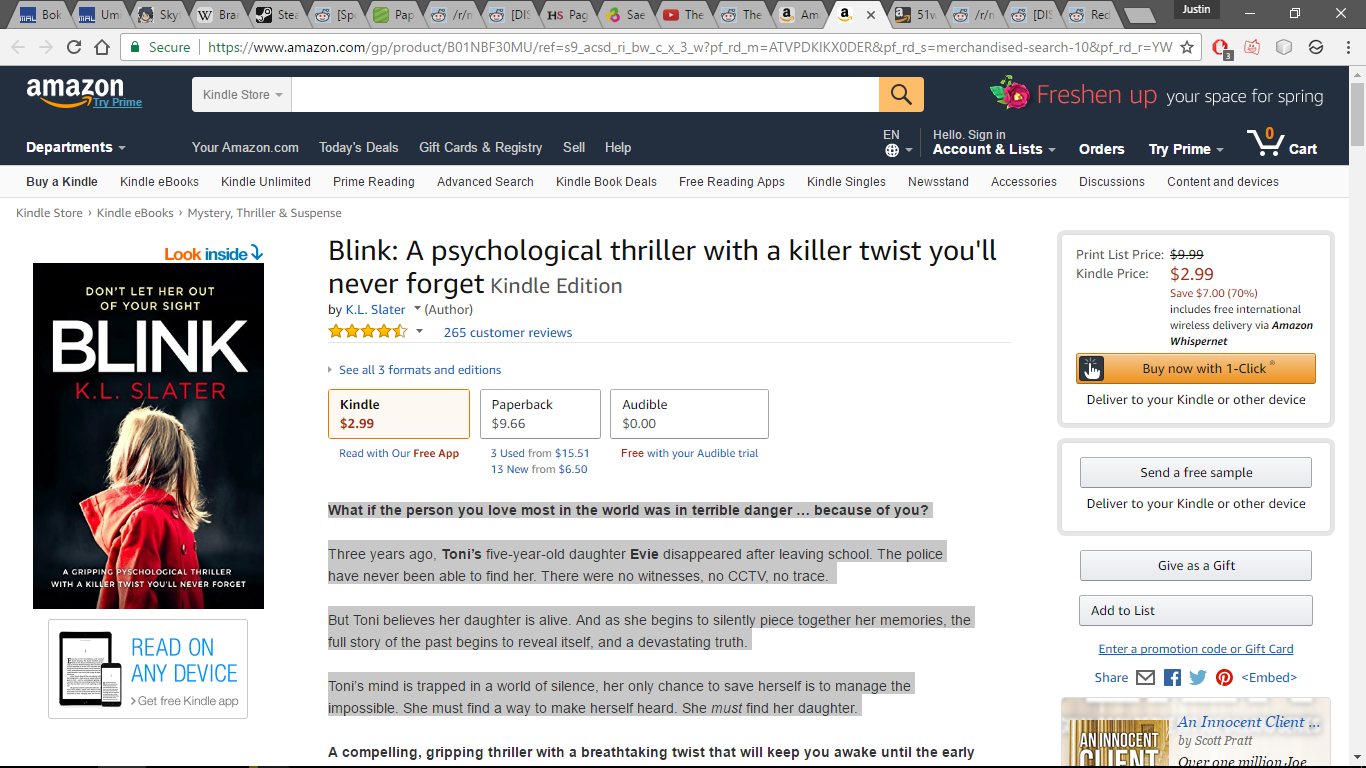 Bok
Um
Sky
Bra
Stea
[Sp
Pap
/r/n
[DIS
Pag
Sae
The
The
Am
51v
/r/n
[DIS
Red
Justin
Secure
https://www.amazon.com/gp/product/B01NBF30MU/ref=s9_acsd_ri_bw_c_x_3_w?pf_rd_m=ATVPDKIKX0DER&pf_rd_s=merchandised-search-10&pf_rd_r=YW
3
amazon
Try Prime
Kindle Store
Freshen up your space for spring
Departments
Your Amazon.com Today's Deals Gift Cards & Registry Sell Help
EN
Hello. Sign in
Account & Lists
Orders
Try Prime
0
Cart
Buy a Kindle Kindle eBooks Kindle Unlimited Prime Reading Advanced Search Kindle Book Deals Free Reading Apps Kindle Singles Newsstand Accessories Discussions Content and devices
Kindle Store › Kindle eBooks › Mystery, Thriller & Suspense
Look inside
DON'T LET HER OUT
OF YOUR SIGHT
BLINK
K.L. SLATER
A GRIPPING PYSCHOLOGICAL THRILLER
WITH A KILLER TWIST YOU'LL NEVER FORGET
READ ON
ANY DEVICE
› Get free Kindle app
Blink: A psychological thriller with a killer twist you'll
never forget Kindle Edition
by K.L. Slater (Author)
265 customer reviews
See all 3 formats and editions
Kindle
$2.99
Read with Our Free App
Paperback
$9.66
3 Used from $15.51
13 New from $6.50
Audible
$0.00
Free with your Audible trial
What if the person you love most in the world was in terrible danger … because of you?
Three years ago, Toni’s five-year-old daughter Evie disappeared after leaving school. The police
have never been able to find her. There were no witnesses, no CCTV, no trace.
But Toni believes her daughter is alive. And as she begins to silently piece together her memories, the
full story of the past begins to reveal itself, and a devastating truth.
Toni’s mind is trapped in a world of silence, her only chance to save herself is to manage the
impossible. She must find a way to make herself heard. She must find her daughter.
A compelling, gripping thriller with a breathtaking twist that will keep you awake until the early
Print List Price: $9.99
Kindle Price: $2.99
Save $7.00 (70%)
includes free international
wireless delivery via Amazon
Whispernet
Buy now with 1-Click ®
Deliver to your Kindle or other device
Send a free sample
Deliver to your Kindle or other device
Give as a Gift
Add to List
Enter a promotion code or Gift Card
Share <Embed>
AN INNOCENT
CLIENT
An Innocent Client ...
by Scott Pratt
Over one million Joe